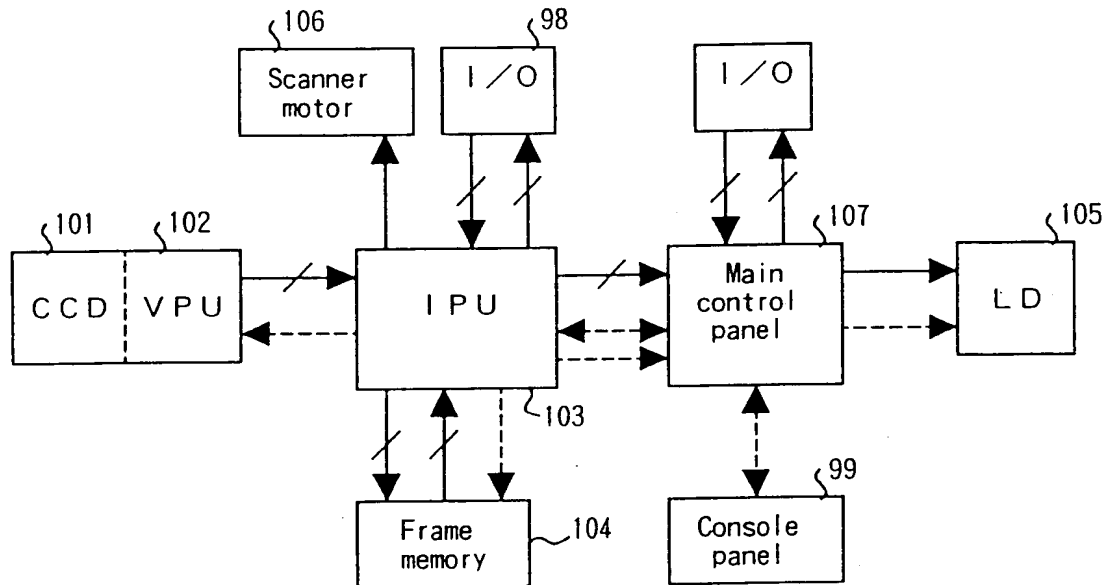 106
98
Scanner
motor
I/O
I/O
101
102
107
105
CCD
VPU
IPU
Main
control
panel
LD
103
99
Frame
memory
104
Console
panel